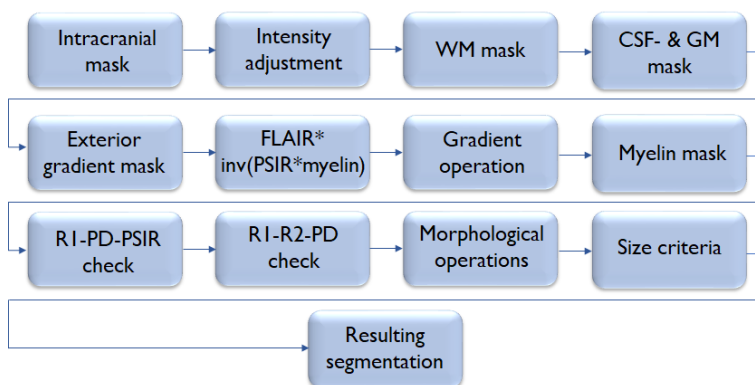 Intracranial
mask
Intensity
adjustment
WM mask
CSF- & GM
mask
Exterior
gradient mask
FLAIR*
inv(PSIR*myelin)
Gradient
operation
Myelin mask
R1-PD-PSIR
check
R1-R2-PD
check
Morphological
operations
Size criteria
Resulting
segmentation